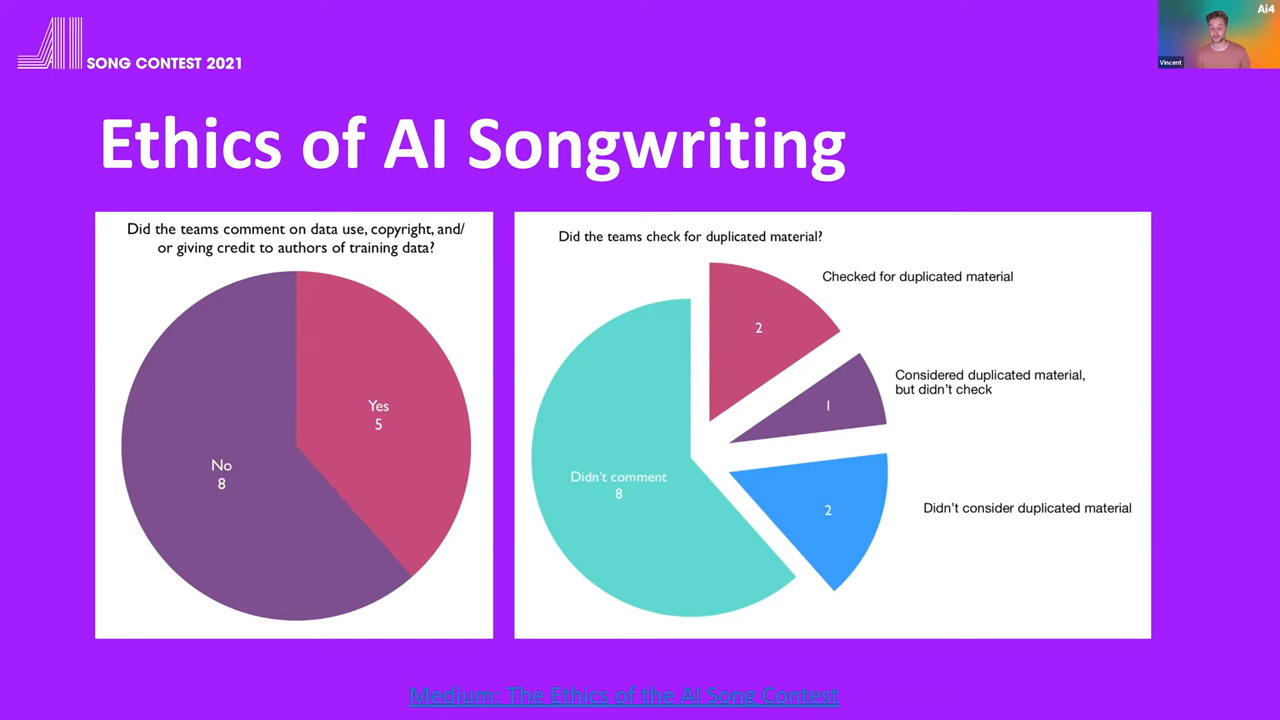 Ai4
Vincent
AI SONG CONTEST 2021
Ethics of AI Songwriting
Did the teams comment on data use, copyright, and/
or giving credit to authors of training data?
Yes
5
No
8
Did the teams check for duplicated material?
Checked for duplicated material
2
Considered duplicated material,
but didn't check
1
Didn't comment
8
Didn't consider duplicated material
2
Medium: The Ethics of the AI Song Contest